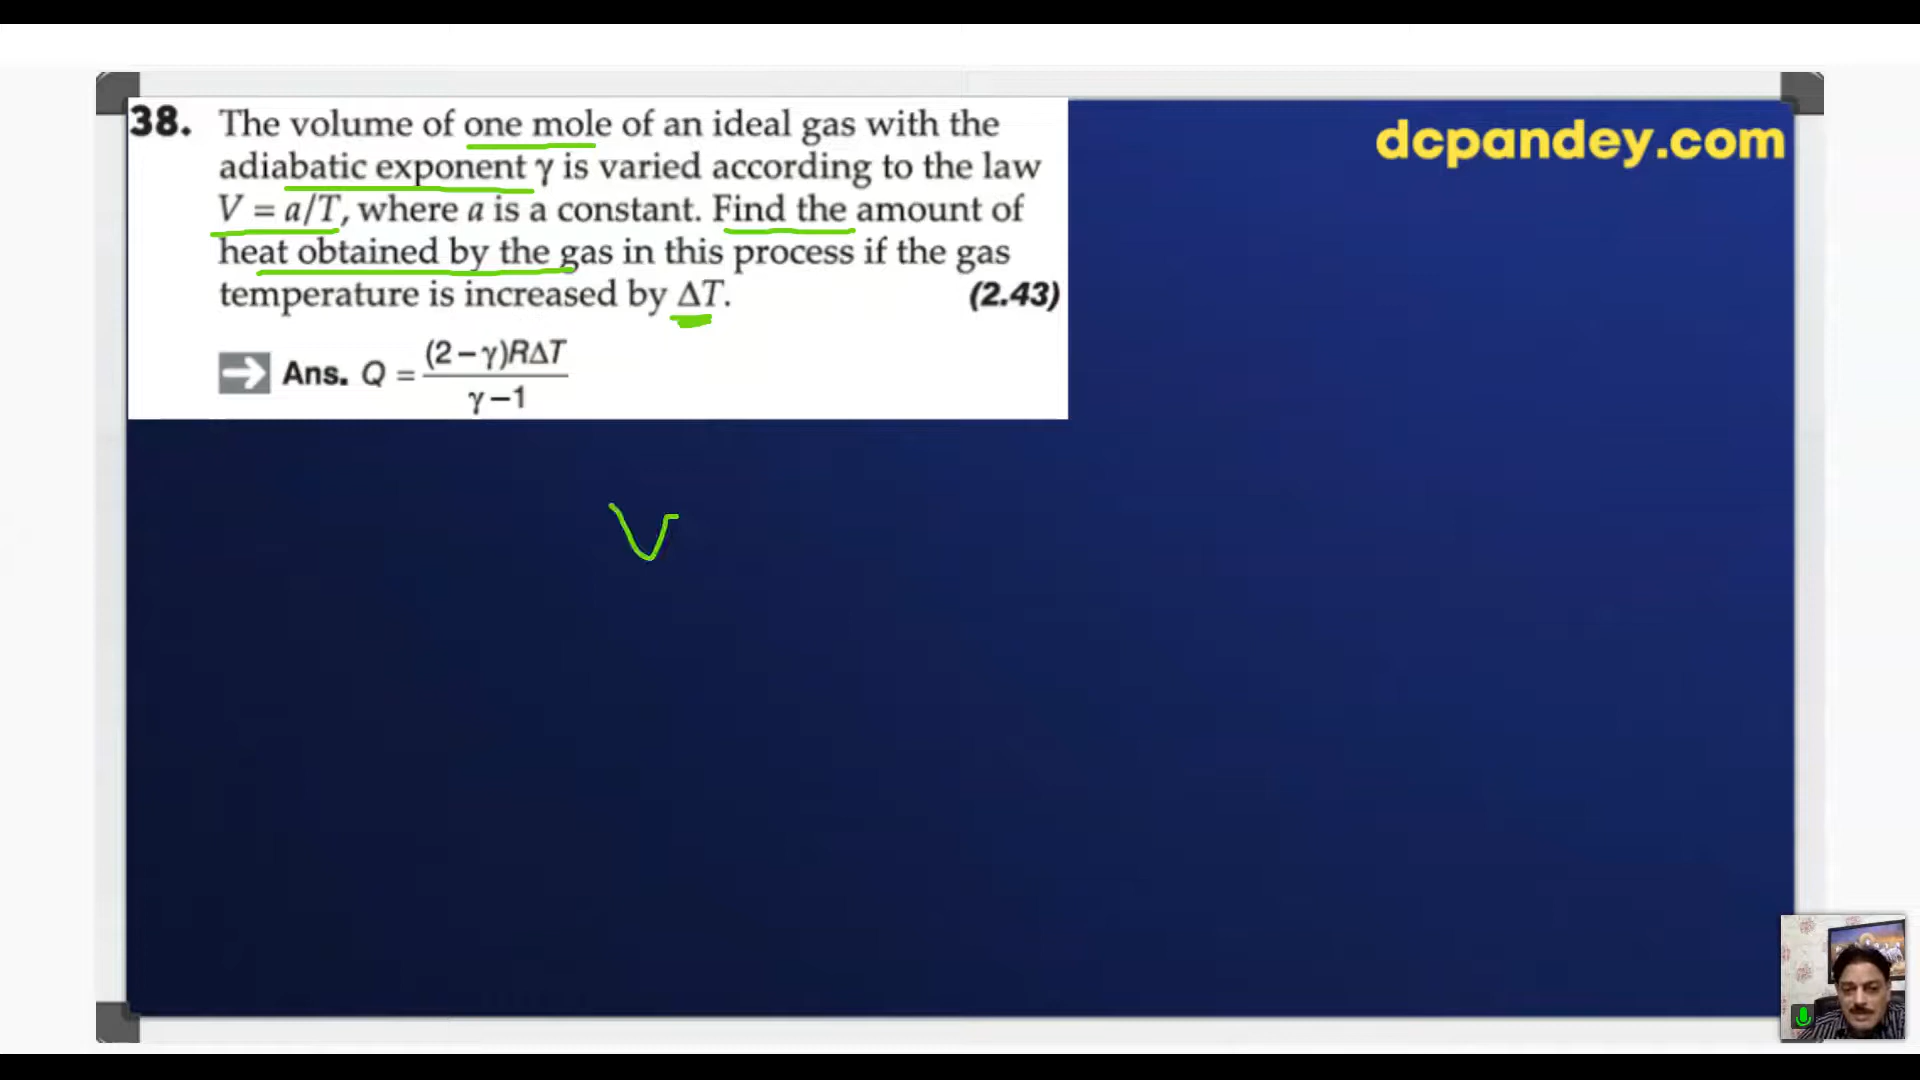 38. The volume of one mole of an ideal gas with the
adiabatic exponent γ is varied according to the law
V = a/T, where a is a constant. Find the amount of
heat obtained by the gas in this process if the gas
temperature is increased by ΔT. (2.43)
Ans. Q = (2 – γ)RΔT / γ – 1
dcpandey.com
V